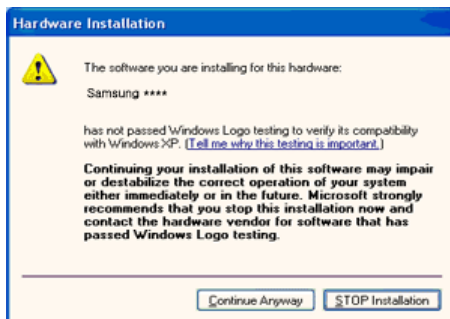 Hardware Installation
The software you are installing for this hardware:
Samsung ****
has not passed Windows Logo testing to verify its compatibility
with Windows XP. (Tell me why this testing is important.)
Continuing your installation of this software may impair
or destabilize the correct operation of your system
either immediately or in the future. Microsoft strongly
recommends that you stop this installation now and
contact the hardware vendor for software that has
passed Windows Logo testing.
Continue Anyway
STOP Installation